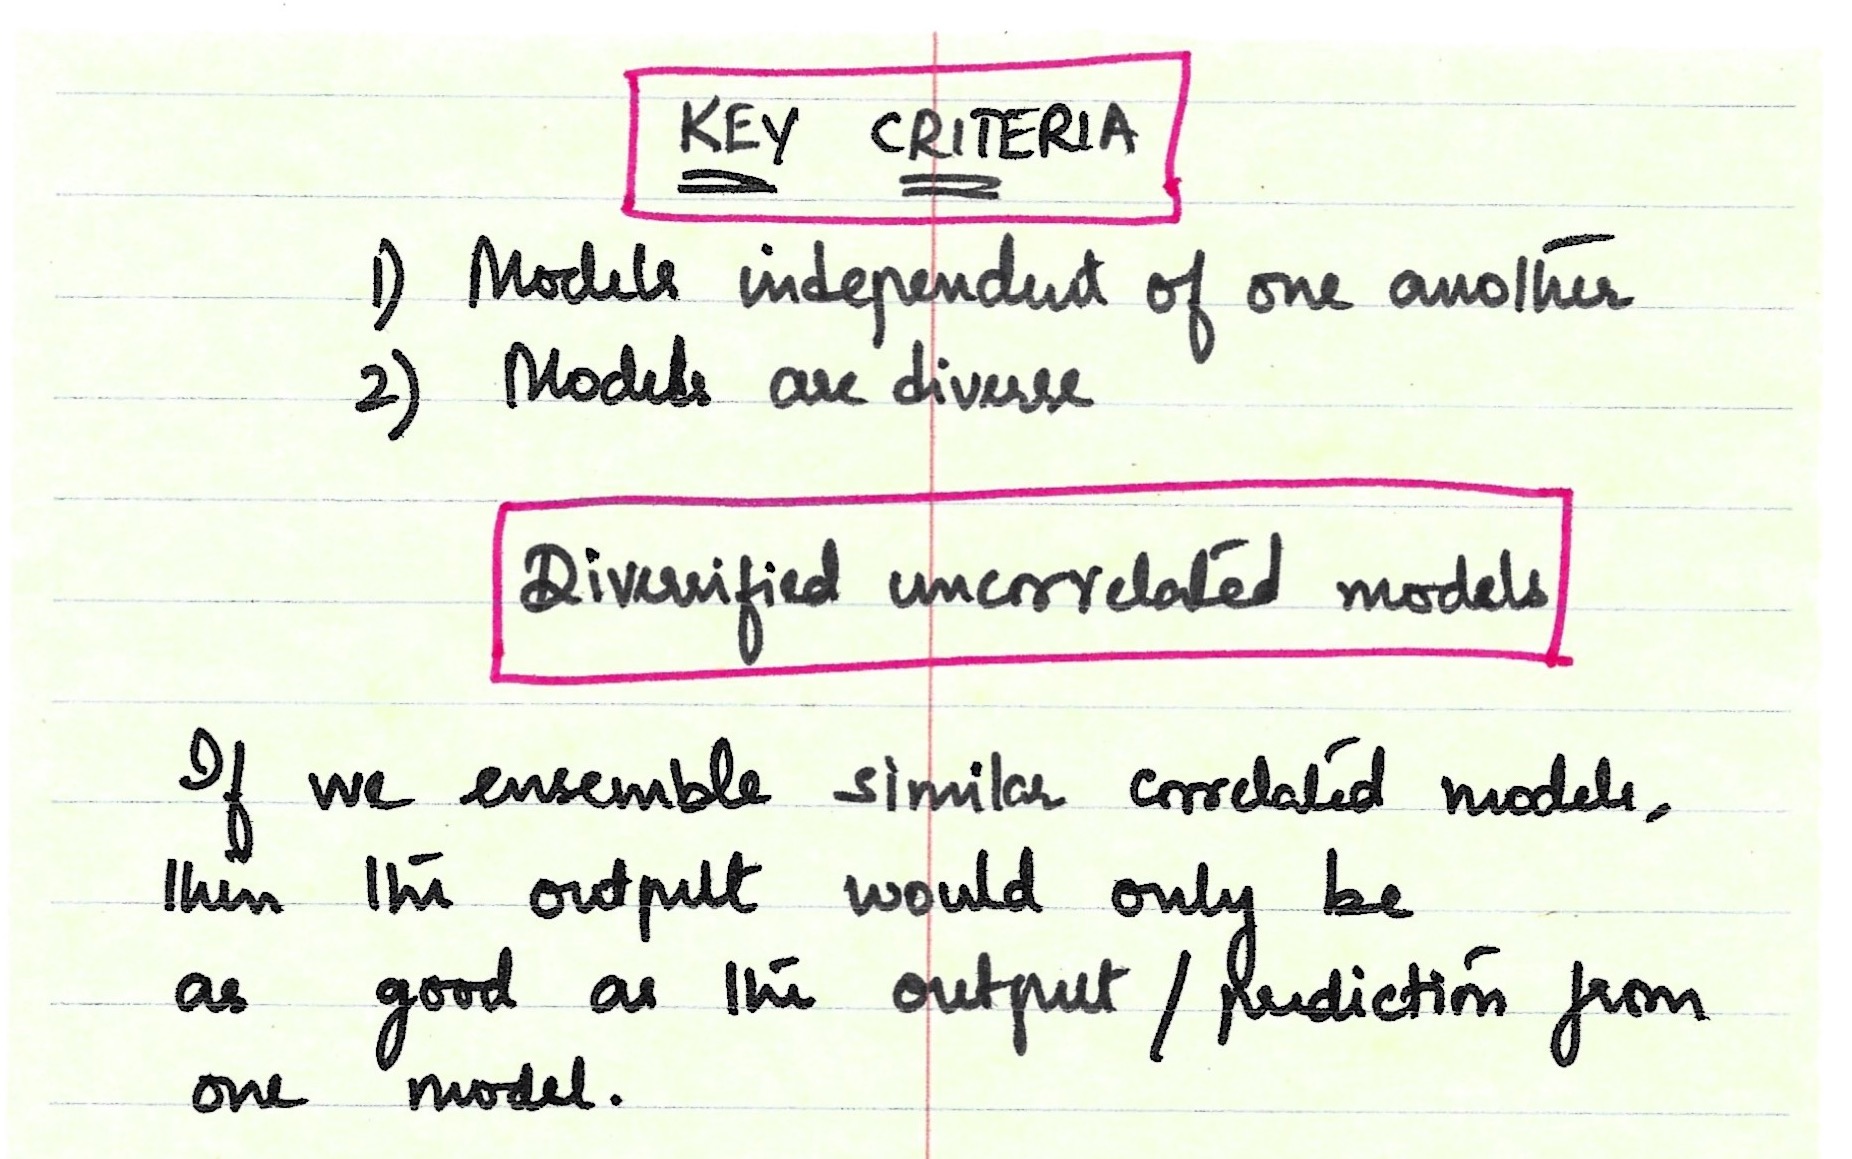 KEY CRITERIA
1) Models independent of one another
2) Models are diverse
Diversified uncorrelated models
If we ensemble similar correlated models,
then the output would only be
as good as the output / prediction from
one model.